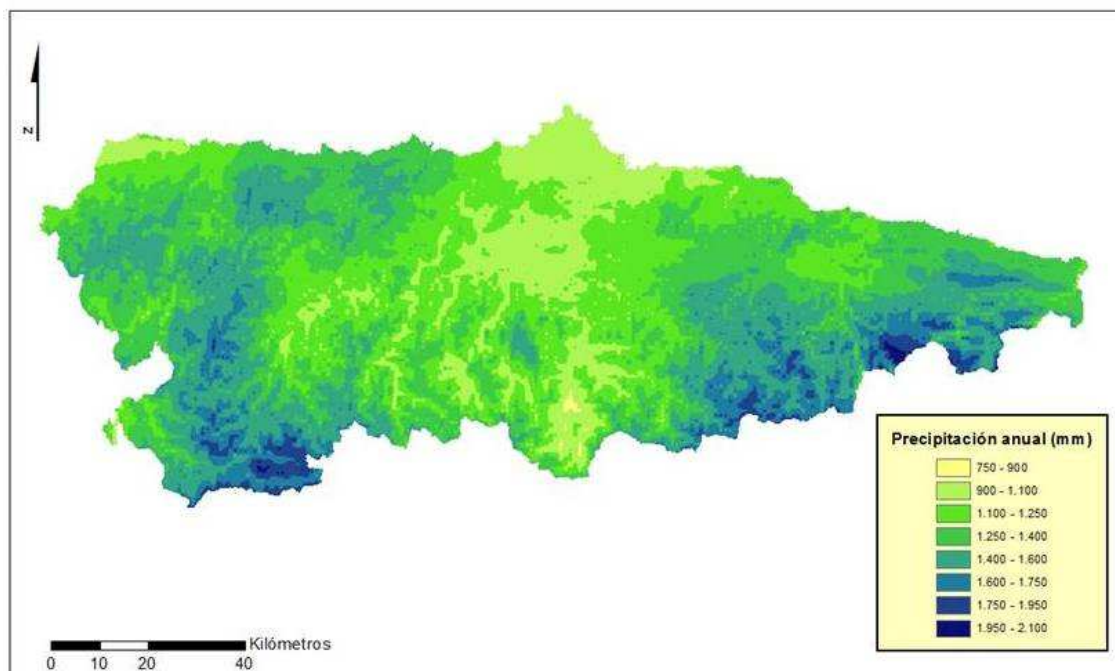 N
Precipitación anual (mm)
750 - 900
900 - 1.100
1.100 - 1.250
1.250 - 1.400
1.400 - 1.600
1.600 - 1.750
1.750 - 1.950
1.950 - 2.100
Kilómetros
0 10 20 40